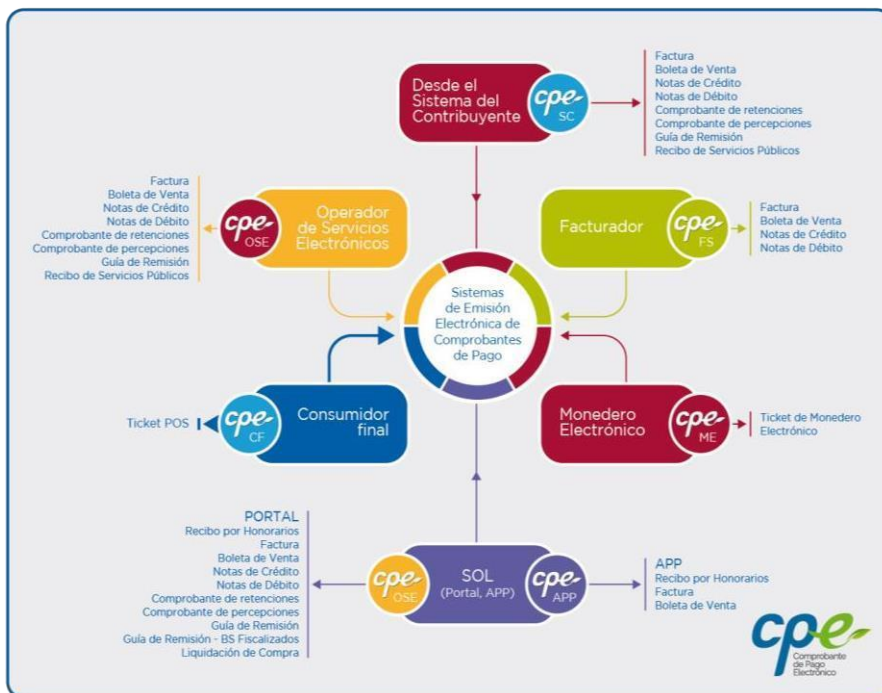 Desde el
Sistema del
Contribuyente
cpe-
SC
Factura
Boleta de Venta
Notas de Crédito
Notas de Débito
Comprobante de retenciones
Comprobante de percepciones
Guía de Remisión
Recibo de Servicios Públicos
Factura
Boleta de Venta
Notas de Crédito
Notas de Débito
Comprobante de retenciones
Comprobante de percepciones
Guía de Remisión
Recibo de Servicios Públicos
cpe-
OSE
Operador
de Servicios
Electrónicos
Facturador
cpe-
FS
Factura
Boleta de Venta
Notas de Crédito
Notas de Débito
Sistemas
de Emisión
Electrónica de
Comprobantes
de Pago
Ticket POS
cpe-
CF
Consumidor
final
Monedero
Electrónico
cpe-
ME
Ticket de Monedero
Electrónico
PORTAL
Recibo por Honorarios
Factura
Boleta de Venta
Notas de Crédito
Notas de Débito
Comprobante de retenciones
Comprobante de percepciones
Guía de Remisión
Guía de Remisión - BS Fiscalizados
Liquidación de Compra
cpe-
OSE
SOL
(Portal, APP)
cpe-
APP
APP
Recibo por Honorarios
Factura
Boleta de Venta
cpe
Comprobante
de Pago
Electrónico